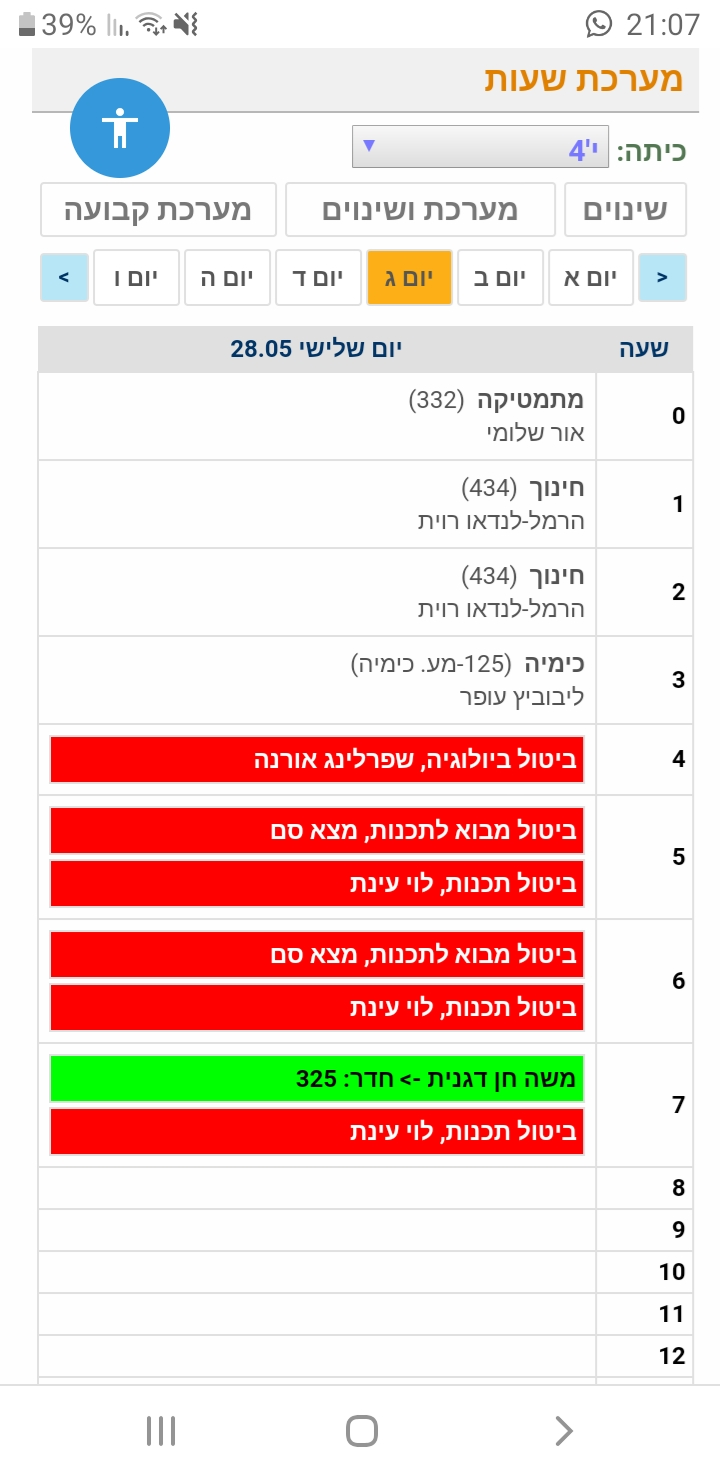 39%
21:07
מערכת שעות
כיתה: י'4
שינויים
מערכת ושינויים
מערכת קבועה
<
יום א
יום ב
יום ג
יום ד
יום ה
יום ו
>
שעה
יום שלישי 28.05
0
מתמטיקה (332)
אור שלומי
1
חינוך (434)
הרמל-לנדאו רוית
2
חינוך (434)
הרמל-לנדאו רוית
3
כימיה (125-מע. כימיה)
ליבוביץ עופר
4
ביטול ביולוגיה, שפרלינג אורנה
5
ביטול מבוא לתכנות, מצא סם
ביטול תכנות, לוי עינת
6
ביטול מבוא לתכנות, מצא סם
ביטול תכנות, לוי עינת
7
משה חן דגנית -> חדר: 325
ביטול תכנות, לוי עינת
8
9
10
11
12